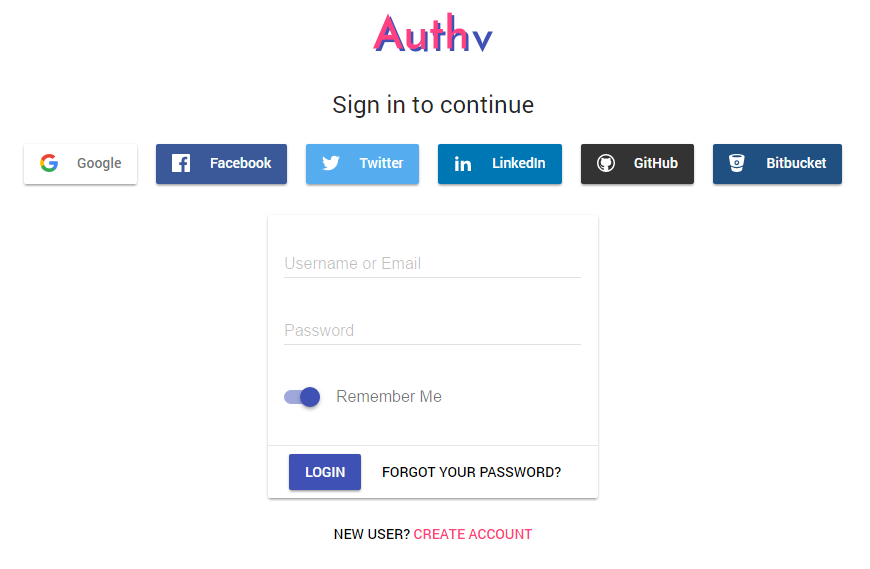 Authv
Sign in to continue
Google Facebook Twitter LinkedIn GitHub Bitbucket
Username or Email
Password
Remember Me
LOGIN FORGOT YOUR PASSWORD?
NEW USER? CREATE ACCOUNT